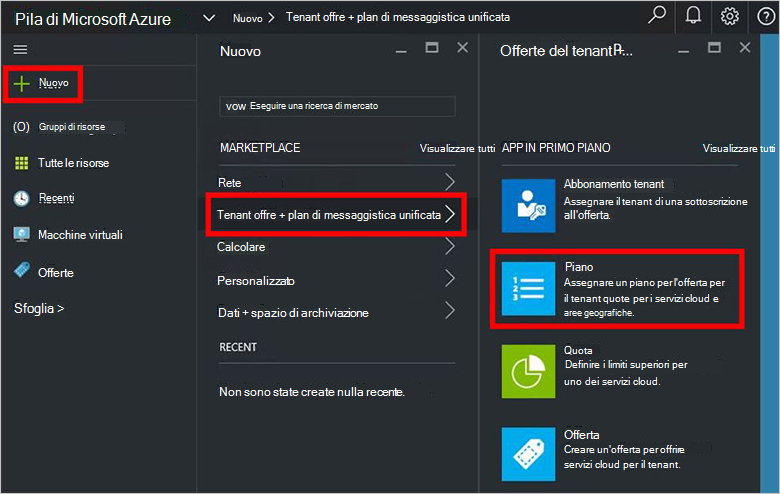 Pila di Microsoft Azure
Nuovo > Tenant offre + plan di messaggistica unificata
Nuovo
Gruppi di risorse
Tutte le risorse
Recenti
Macchine virtuali
Offerte
Sfoglia >
Nuovo
vow Eseguire una ricerca di mercato
MARKETPLACE Visualizzare tutti
Rete
Tenant offre + plan di messaggistica unificata
Calcolare
Personalizzato
Dati + spazio di archiviazione
RECENT
Non sono state create nulla recente.
Offerte del tenant P...
APP IN PRIMO PIANO Visualizzare tutti
Abbonamento tenant
Assegnare il tenant di una sottoscrizione
all'offerta.
1
2
3
Piano
Assegnare un piano per l'offerta per
il tenant quote per i servizi cloud e
aree geografiche.
Quota
Definire i limiti superiori per
uno dei servizi cloud.
Offerta
Creare un'offerta per offrire
servizi cloud per il tenant.